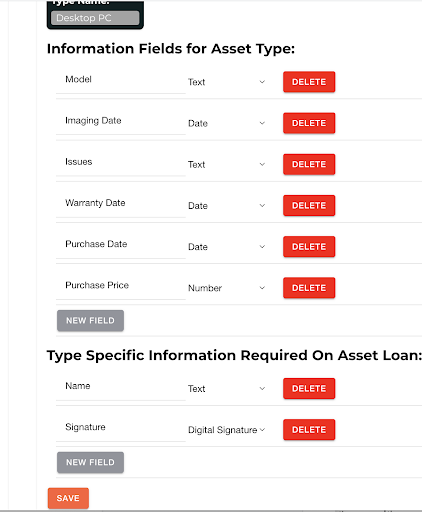 Type Name:
Desktop PC
Information Fields for Asset Type:
Model Text DELETE
Imaging Date Date DELETE
Issues Text DELETE
Warranty Date Date DELETE
Purchase Date Date DELETE
Purchase Price Number DELETE
NEW FIELD
Type Specific Information Required On Asset Loan:
Name Text DELETE
Signature Digital Signature DELETE
NEW FIELD
SAVE